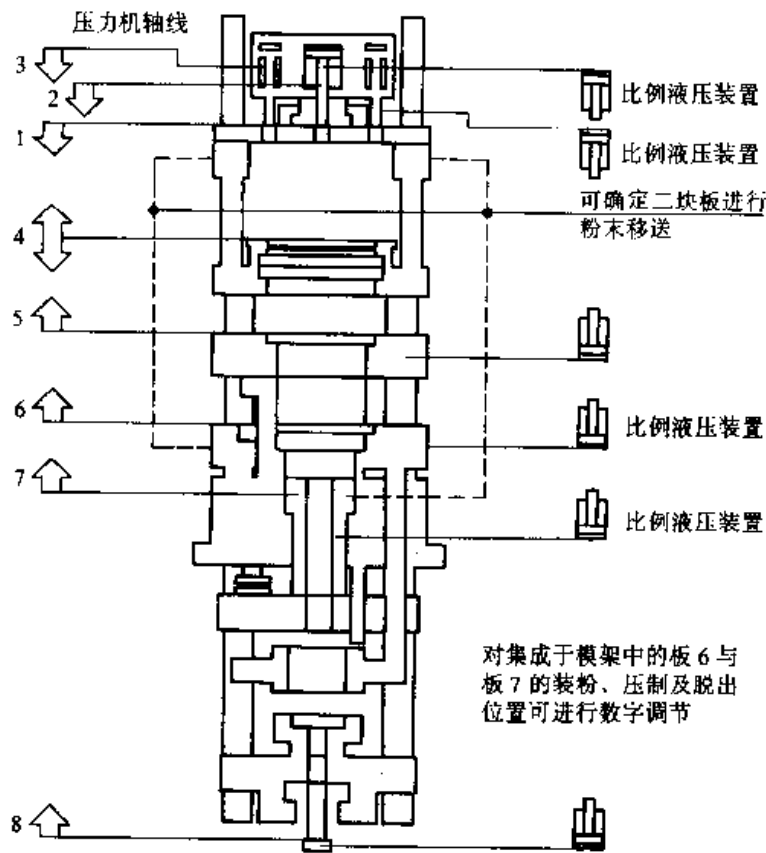 压力机轴线
3
2
比例液压装置
1
比例液压装置
可确定二块板进行
粉末移送
4
5
6
比例液压装置
7
比例液压装置
对集成于模架中的板 6 与
板 7 的装粉、压制及脱出
位置可进行数字调节
8